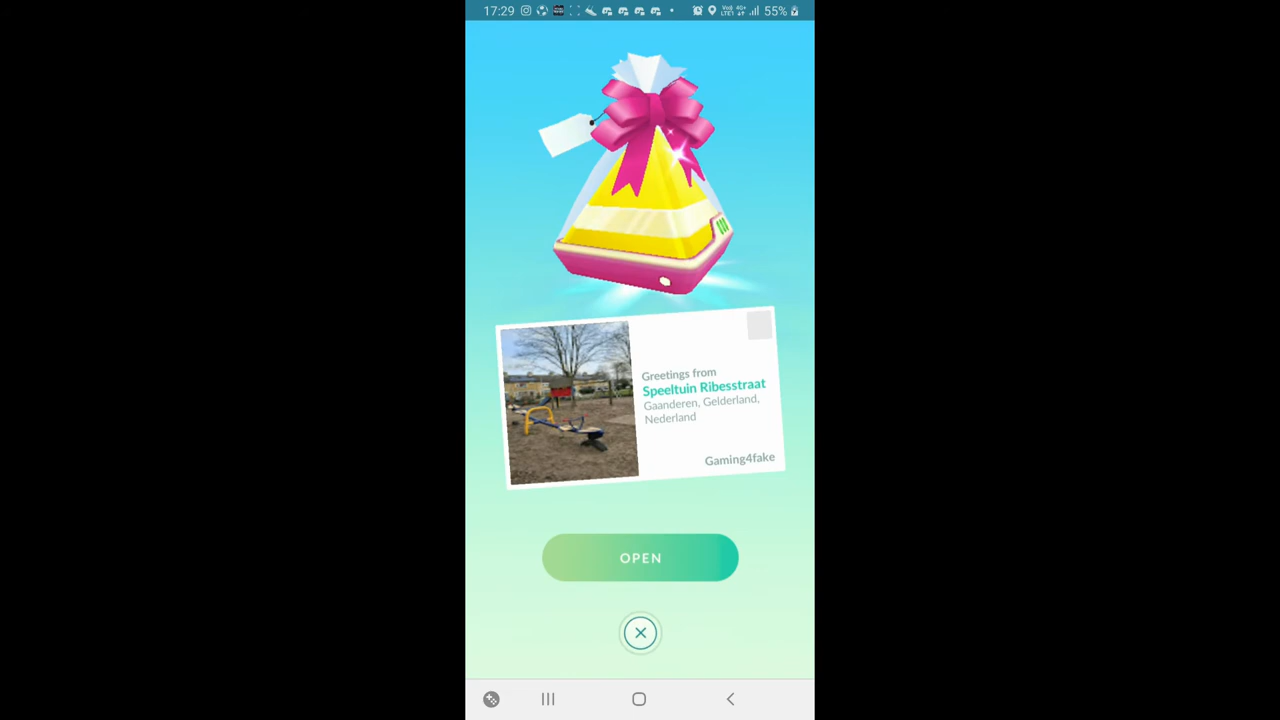 17:29
55%
Greetings from
Speeltuin Ribesstraat
Gaanderen, Gelderland,
Nederland
Gaming4fake
OPEN